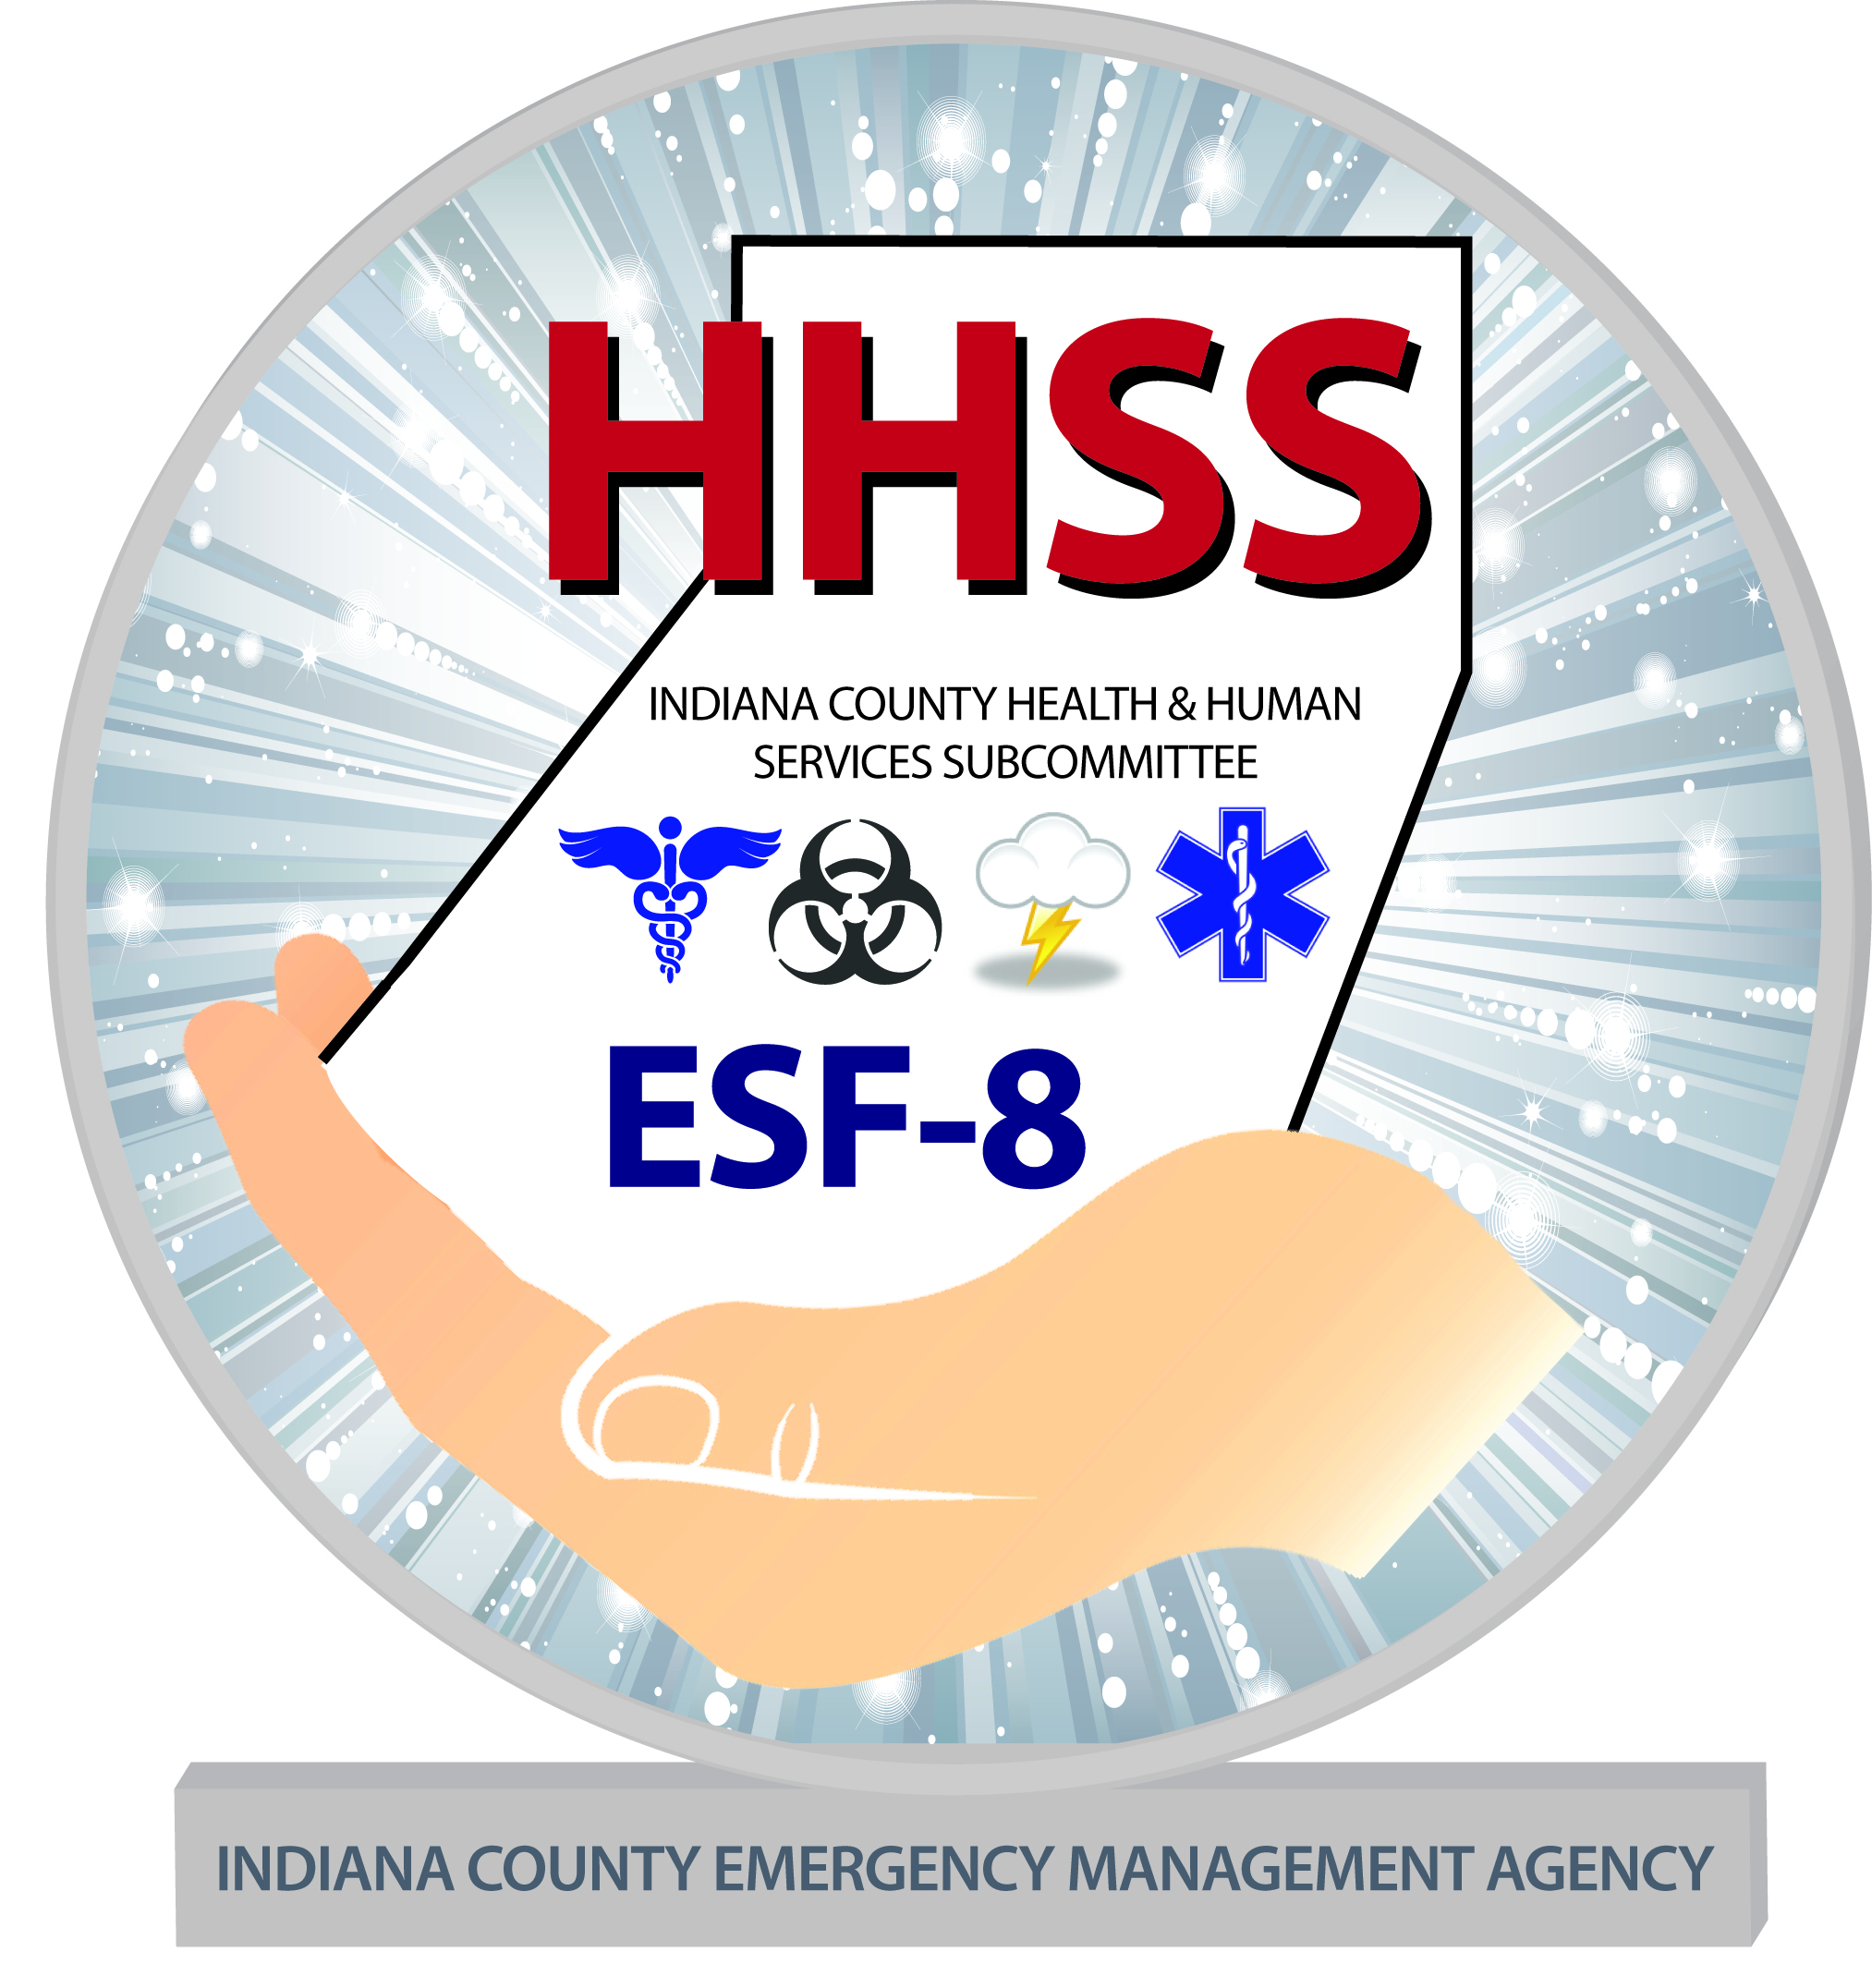 HHSS
INDIANA COUNTY HEALTH & HUMAN
SERVICES SUBCOMMITTEE
ESF-8
INDIANA COUNTY EMERGENCY MANAGEMENT AGENCY